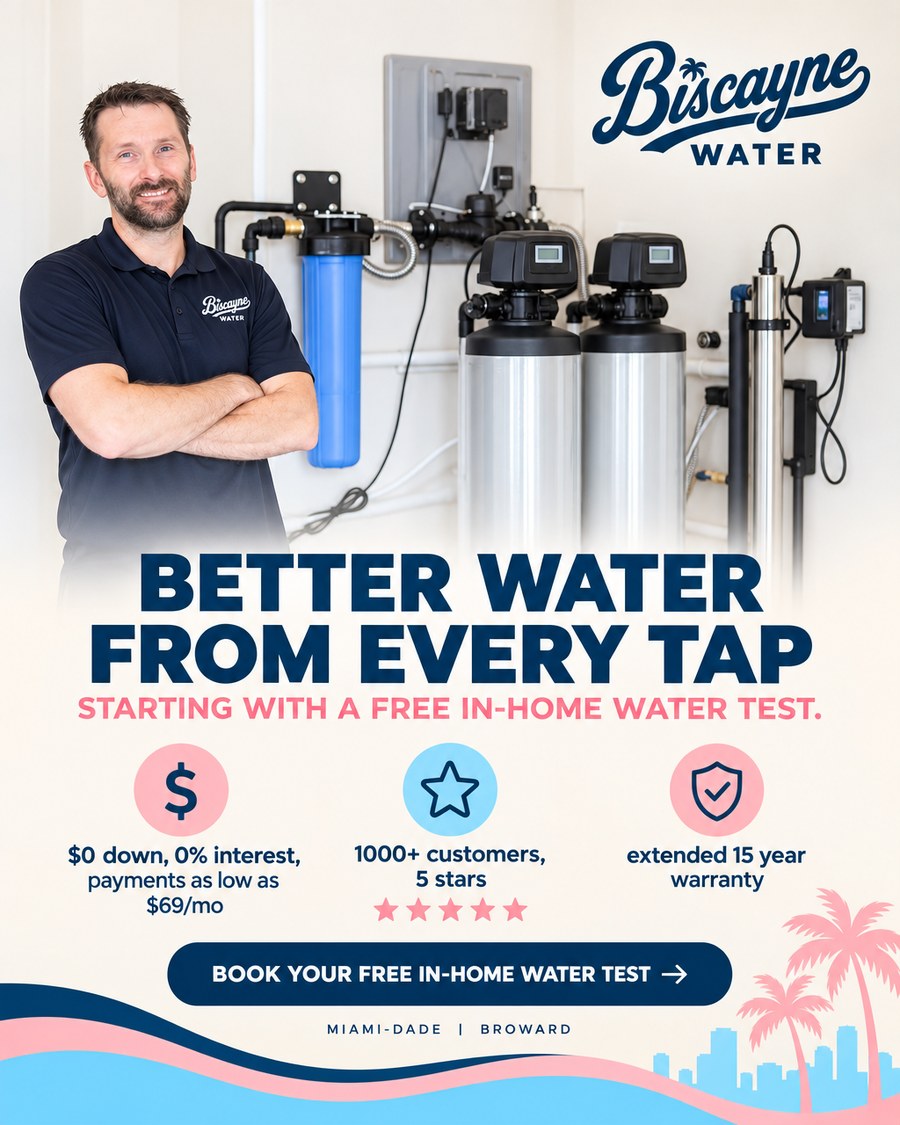 Biscayne
WATER
Biscayne
WATER
BETTER WATER
FROM EVERY TAP
STARTING WITH A FREE IN-HOME WATER TEST.
$
$0 down, 0% interest,
payments as low as
$69/mo
1000+ customers,
5 stars
extended 15 year
warranty
BOOK YOUR FREE IN-HOME WATER TEST →
MIAMI-DADE | BROWARD